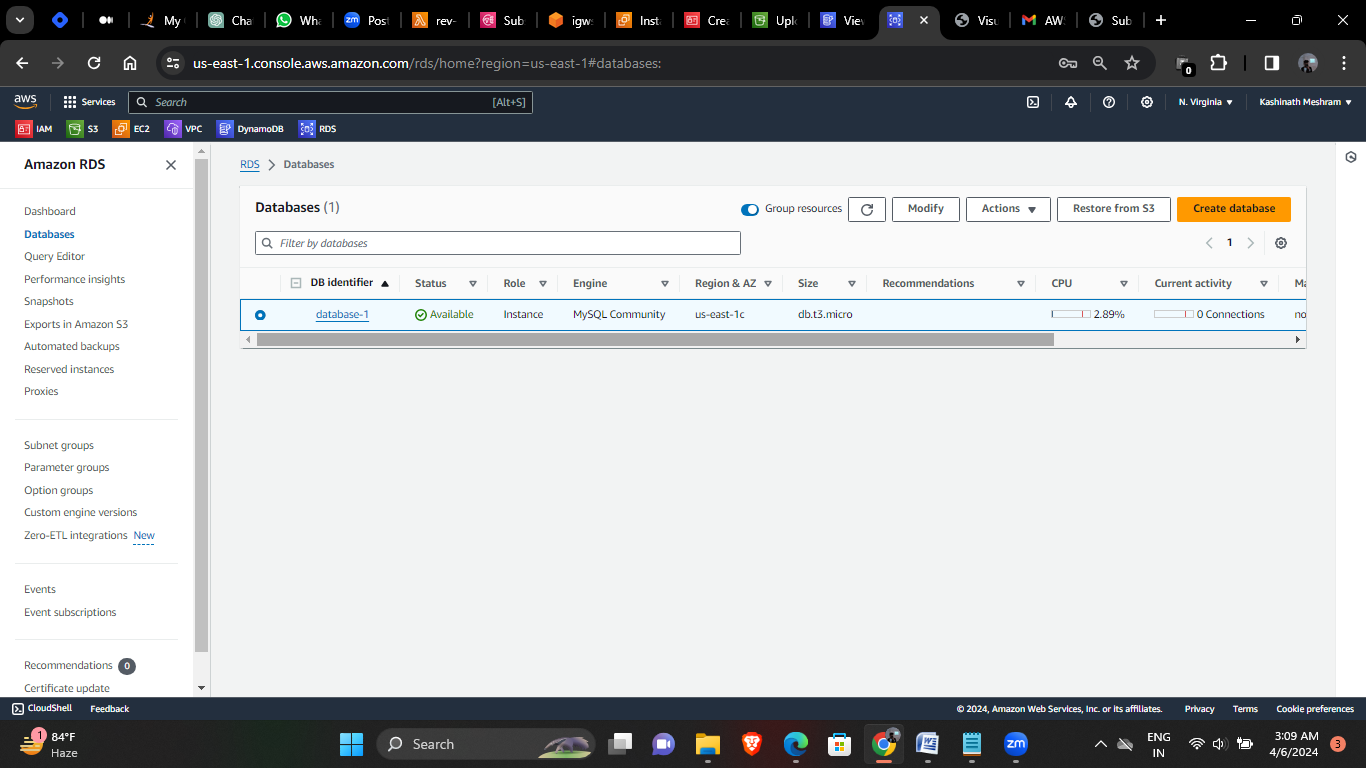 My
Cha
Wha
Post
rev-
Sub
igw
Insta
Crea
Uplo
View
Visu
AWS
Sub
us-east-1.console.aws.amazon.com/rds/home?region=us-east-1#databases:
0
aws
Services
Search
[Alt+S]
N. Virginia
Kashinath Meshram
IAM
S3
EC2
VPC
DynamoDB
RDS
Amazon RDS
Dashboard
Databases
Query Editor
Performance insights
Snapshots
Exports in Amazon S3
Automated backups
Reserved instances
Proxies
Subnet groups
Parameter groups
Option groups
Custom engine versions
Zero-ETL integrations New
Events
Event subscriptions
Recommendations 0
Certificate update
RDS > Databases
Databases (1)
Group resources
Modify
Actions
Restore from S3
Create database
Filter by databases
1
DB identifier Status Role Engine Region & AZ Size Recommendations CPU Current activity Ma
database-1 Available Instance MySQL Community us-east-1c db.t3.micro 2.89% 0 Connections no
CloudShell Feedback
© 2024, Amazon Web Services, Inc. or its affiliates. Privacy Terms Cookie preferences
1
84°F
Haze
Search
zm
ENG
IN
3:09 AM
4/6/2024
3